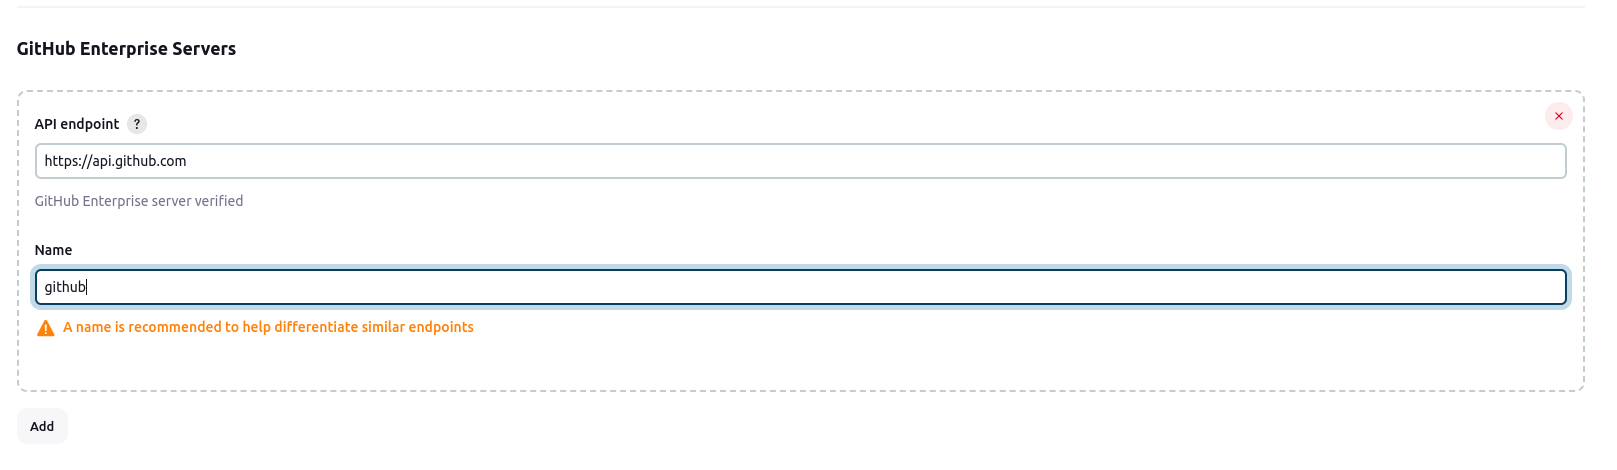 GitHub Enterprise Servers
API endpoint ?
https://api.github.com
GitHub Enterprise server verified
Name
github
A name is recommended to help differentiate similar endpoints
Add